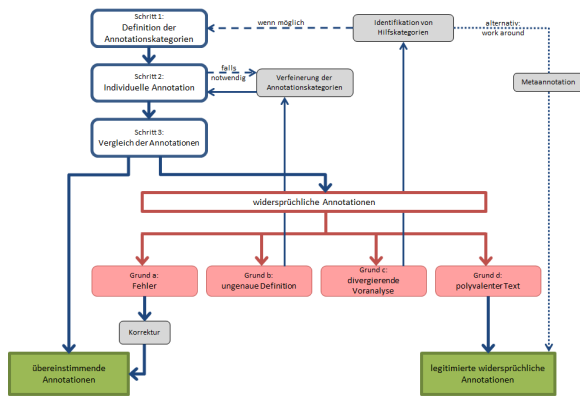 Schritt 1:
Definition der
Annotationskategorien
wenn möglich
Identifikation von
Hilfskategorien
alternativ:
work around
Schritt 2:
Individuelle Annotation
falls
notwendig
Verfeinerung der
Annotationskategorien
Metaannotation
Schritt 3:
Vergleich der Annotationen
widersprüchliche Annotationen
Grund a:
Fehler
Grund b:
ungenaue Definition
Grund c:
divergierende
Voranalyse
Grund d:
polyvalenter Text
Korrektur
übereinstimmende
Annotationen
legitimierte widersprüchliche
Annotationen